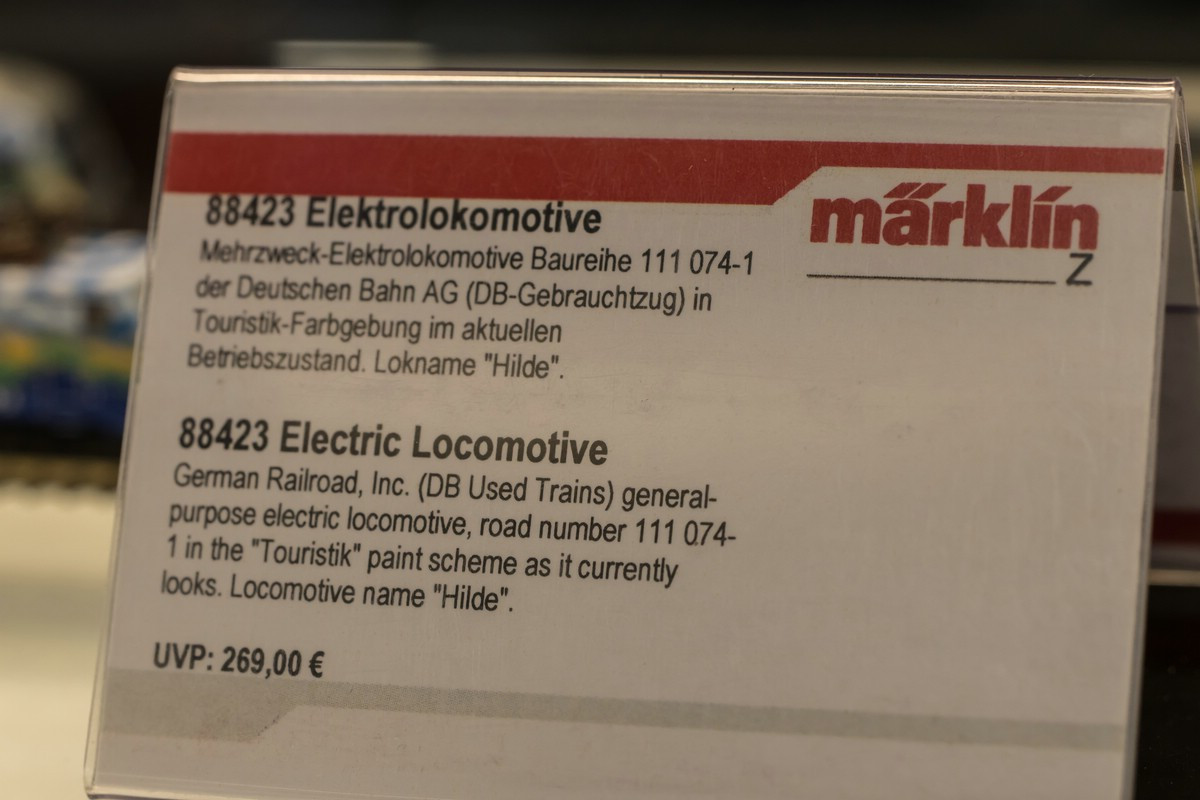 märklin
Z
88423 Elektrolokomotive
Mehrzweck-Elektrolokomotive Baureihe 111 074-1
der Deutschen Bahn AG (DB-Gebrauchtzug) in
Touristik-Farbgebung im aktuellen
Betriebszustand. Lokname "Hilde".
88423 Electric Locomotive
German Railroad, Inc. (DB Used Trains) general-
purpose electric locomotive, road number 111 074-
1 in the "Touristik" paint scheme as it currently
looks. Locomotive name "Hilde".
UVP: 269,00 €